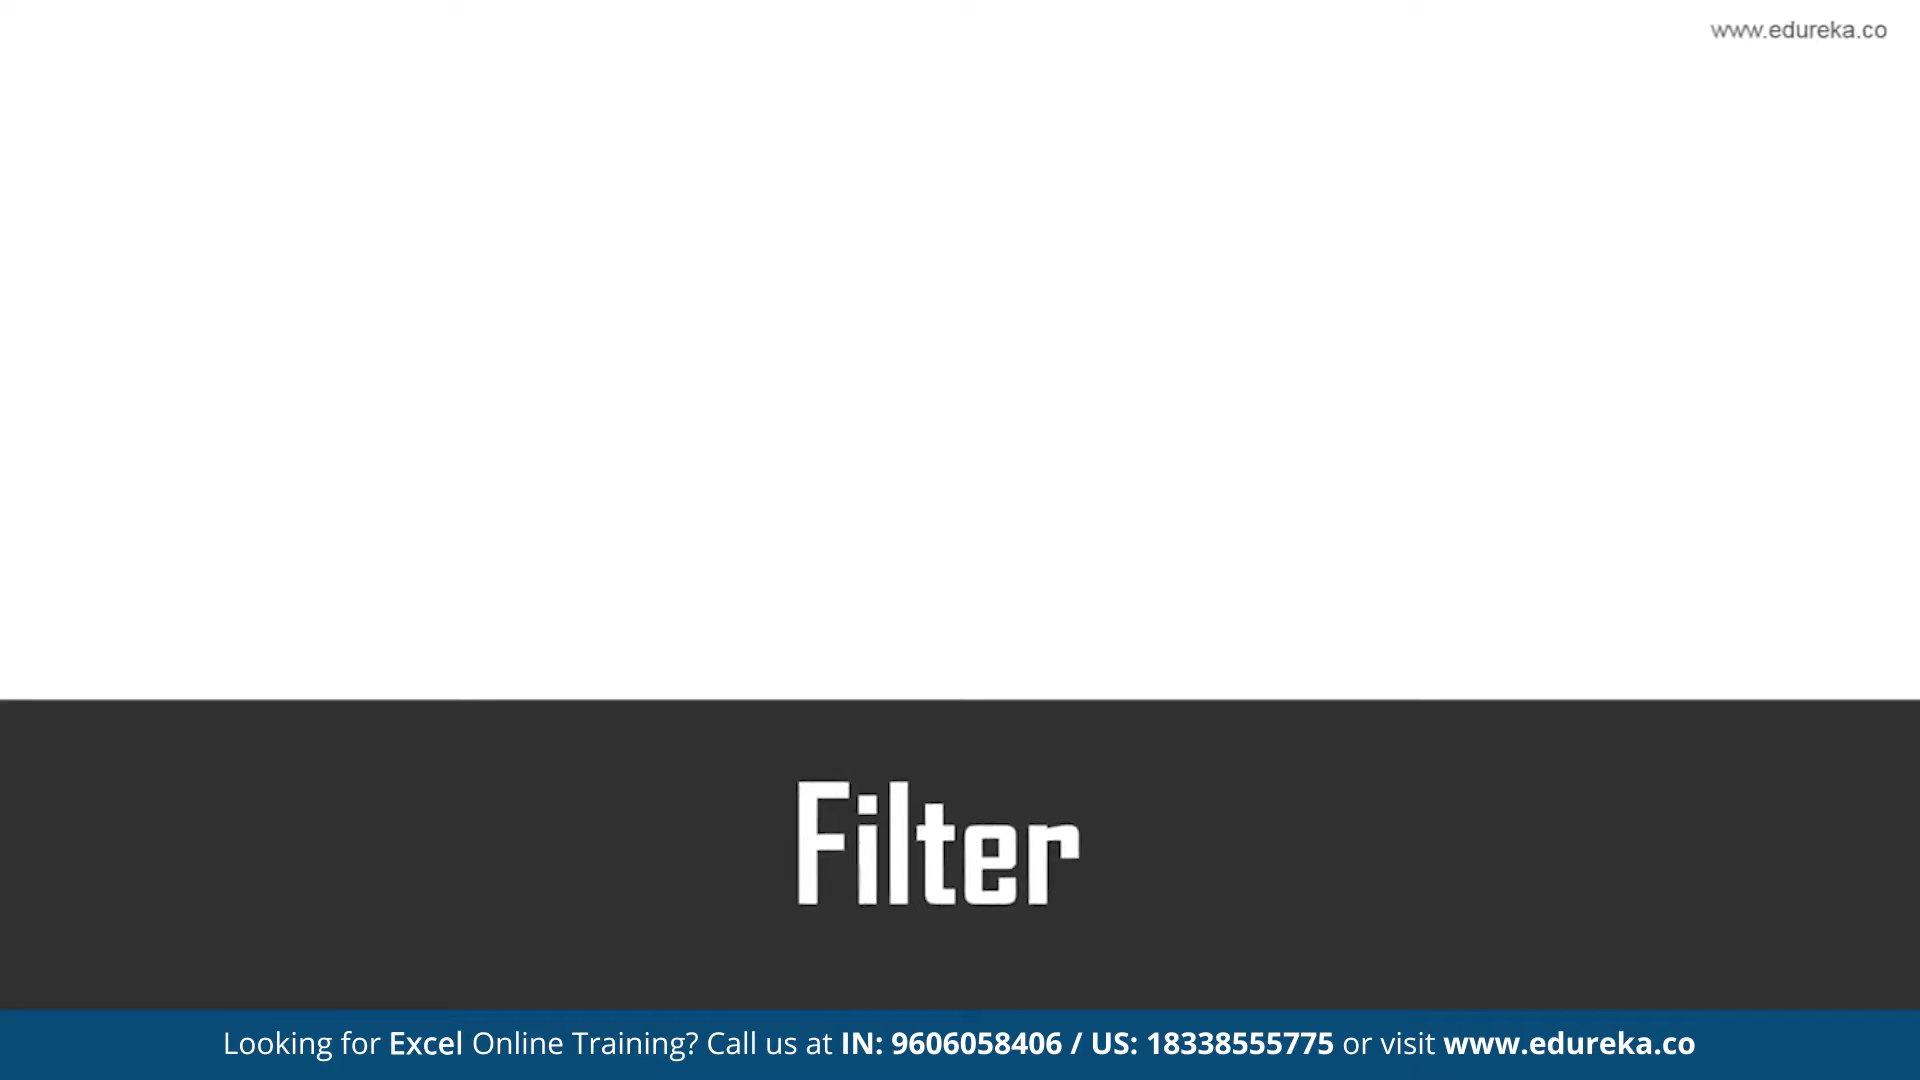 www.edureka.co
Filter
Looking for Excel Online Training? Call us at IN: 9606058406 / US: 18338555775 or visit www.edureka.co